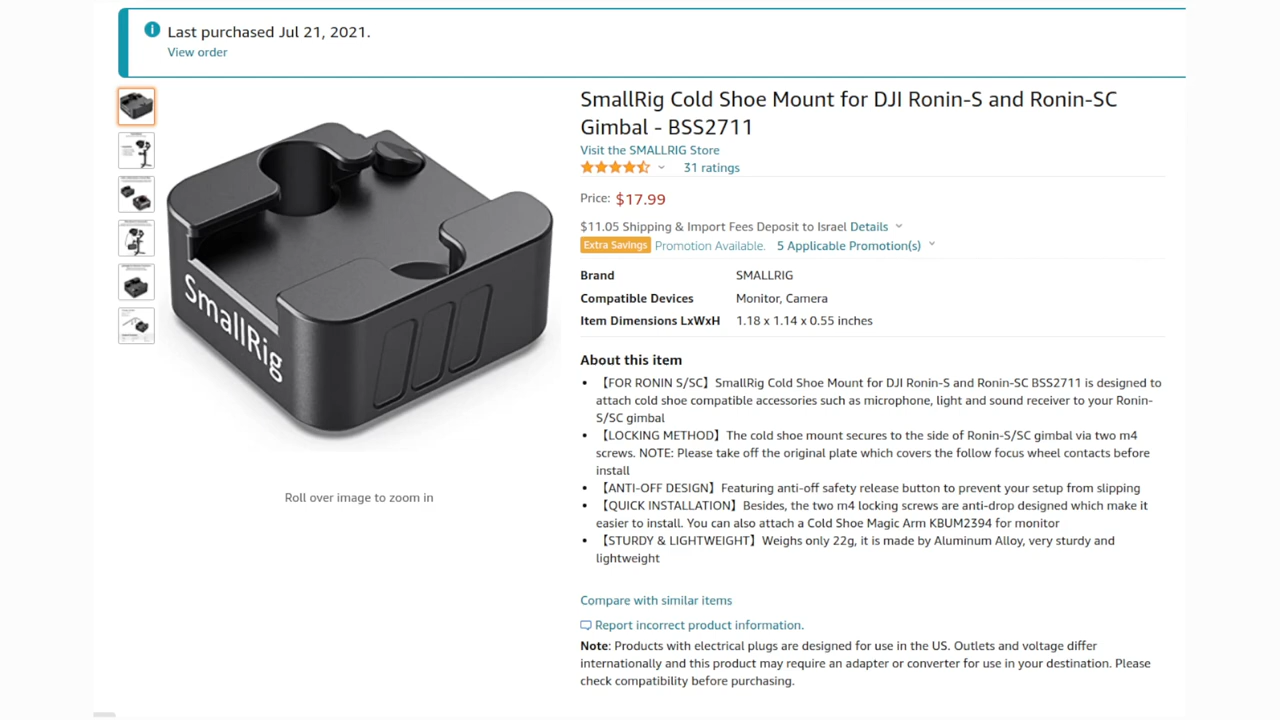 Last purchased Jul 21, 2021.
View order
SmallRig Cold Shoe Mount for DJI Ronin-S and Ronin-SC
Gimbal - BSS2711
Visit the SMALLRIG Store
31 ratings
Price: $17.99
$11.05 Shipping & Import Fees Deposit to Israel Details
Extra Savings Promotion Available. 5 Applicable Promotion(s)
Brand SMALLRIG
Compatible Devices Monitor, Camera
Item Dimensions LxWxH 1.18 x 1.14 x 0.55 inches
SmallRig
About this item
• 【FOR RONIN S/SC】SmallRig Cold Shoe Mount for DJI Ronin-S and Ronin-SC BSS2711 is designed to
attach cold shoe compatible accessories such as microphone, light and sound receiver to your Ronin-
S/SC gimbal
• 【LOCKING METHOD】The cold shoe mount secures to the side of Ronin-S/SC gimbal via two m4
screws. NOTE: Please take off the original plate which covers the follow focus wheel contacts before
install
• 【ANTI-OFF DESIGN】Featuring anti-off safety release button to prevent your setup from slipping
• 【QUICK INSTALLATION】Besides, the two m4 locking screws are anti-drop designed which make it
easier to install. You can also attach a Cold Shoe Magic Arm KBUM2394 for monitor
• 【STURDY & LIGHTWEIGHT】Weighs only 22g, it is made by Aluminum Alloy, very sturdy and
lightweight
Roll over image to zoom in
Compare with similar items
Report incorrect product information.
Note: Products with electrical plugs are designed for use in the US. Outlets and voltage differ
internationally and this product may require an adapter or converter for use in your destination. Please
check compatibility before purchasing.